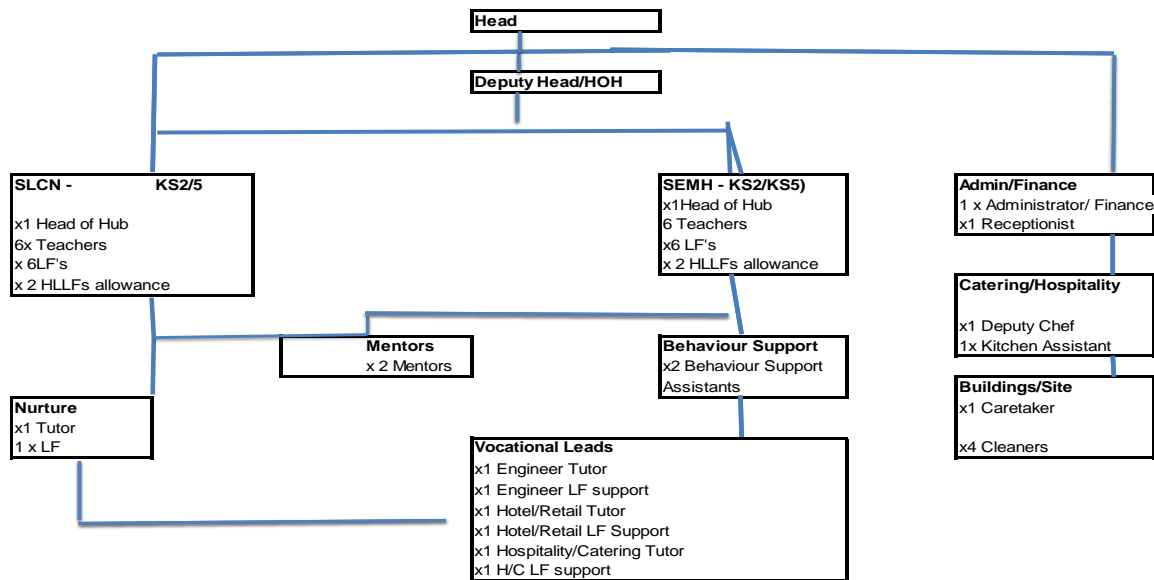 Head
Deputy Head/HOH
SLCN - KS2/5
x1 Head of Hub
6x Teachers
x 6LF's
x 2 HLLFs allowance
SEMH - KS2/KS5)
x1Head of Hub
6 Teachers
x6 LF's
x 2 HLLFs allowance
Admin/Finance
1 x Administrator/ Finance
x1 Receptionist
Catering/Hospitality
x1 Deputy Chef
1x Kitchen Assistant
Mentors
x 2 Mentors
Behaviour Support
x2 Behaviour Support
Assistants
Buildings/Site
x1 Caretaker
x4 Cleaners
Nurture
x1 Tutor
1 x LF
Vocational Leads
x1 Engineer Tutor
x1 Engineer LF support
x1 Hotel/Retail Tutor
x1 Hotel/Retail LF Support
x1 Hospitality/Catering Tutor
x1 H/C LF support